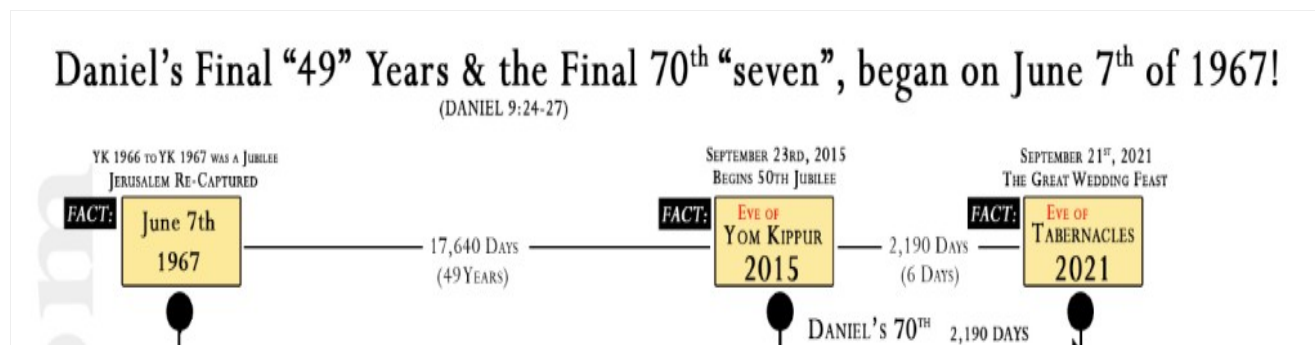 Daniel's Final “49” Years & the Final 70th “seven”, began on June 7th of 1967!
(DANIEL 9:24-27)
YK 1966 TO YK 1967 WAS A JUBILEE
JERUSALEM RE-CAPTURED
FACT:
June 7th
1967
17,640 DAYS
(49 YEARS)
SEPTEMBER 23RD, 2015
BEGINS 50TH JUBILEE
FACT:
EVE OF
YOM KIPPUR
2015
2,190 DAYS
(6 DAYS)
SEPTEMBER 21ST, 2021
THE GREAT WEDDING FEAST
FACT:
EVE OF
TABERNACLES
2021
DANIEL'S 70TH 2,190 DAYS